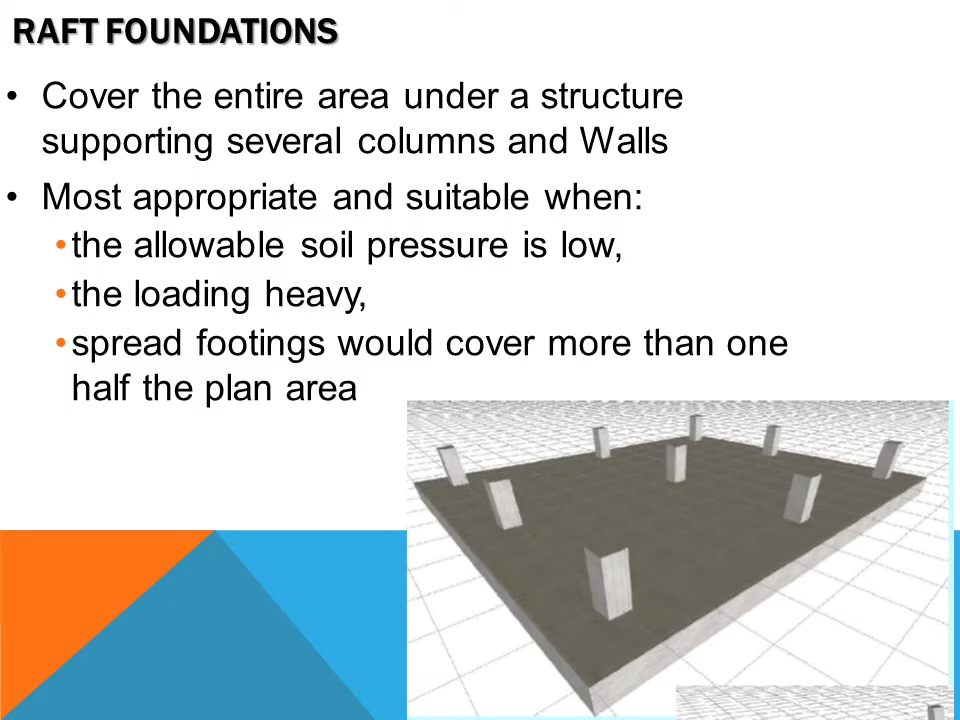 RAFT FOUNDATIONS
• Cover the entire area under a structure
supporting several columns and Walls
• Most appropriate and suitable when:
• the allowable soil pressure is low,
• the loading heavy,
• spread footings would cover more than one
half the plan area